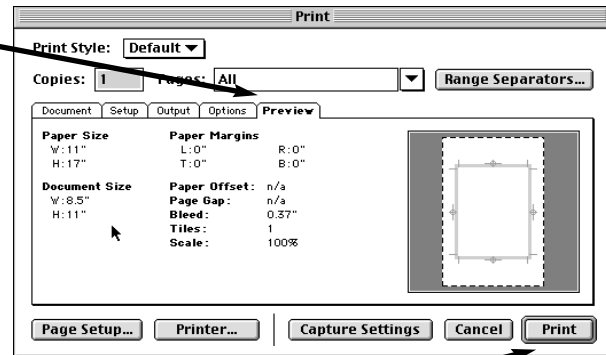 Print
Print Style: Default
Copies: 1 Pages: All Range Separators...
Document Setup Output Options Preview
Paper Size Paper Margins
W:11" L:0" R:0"
H:17" T:0" B:0"
Document Size Paper Offset: n/a
W:8.5" Page Gap: n/a
H:11" Bleed: 0.37"
Tiles: 1
Scale: 100%
Page Setup... Printer... Capture Settings Cancel Print